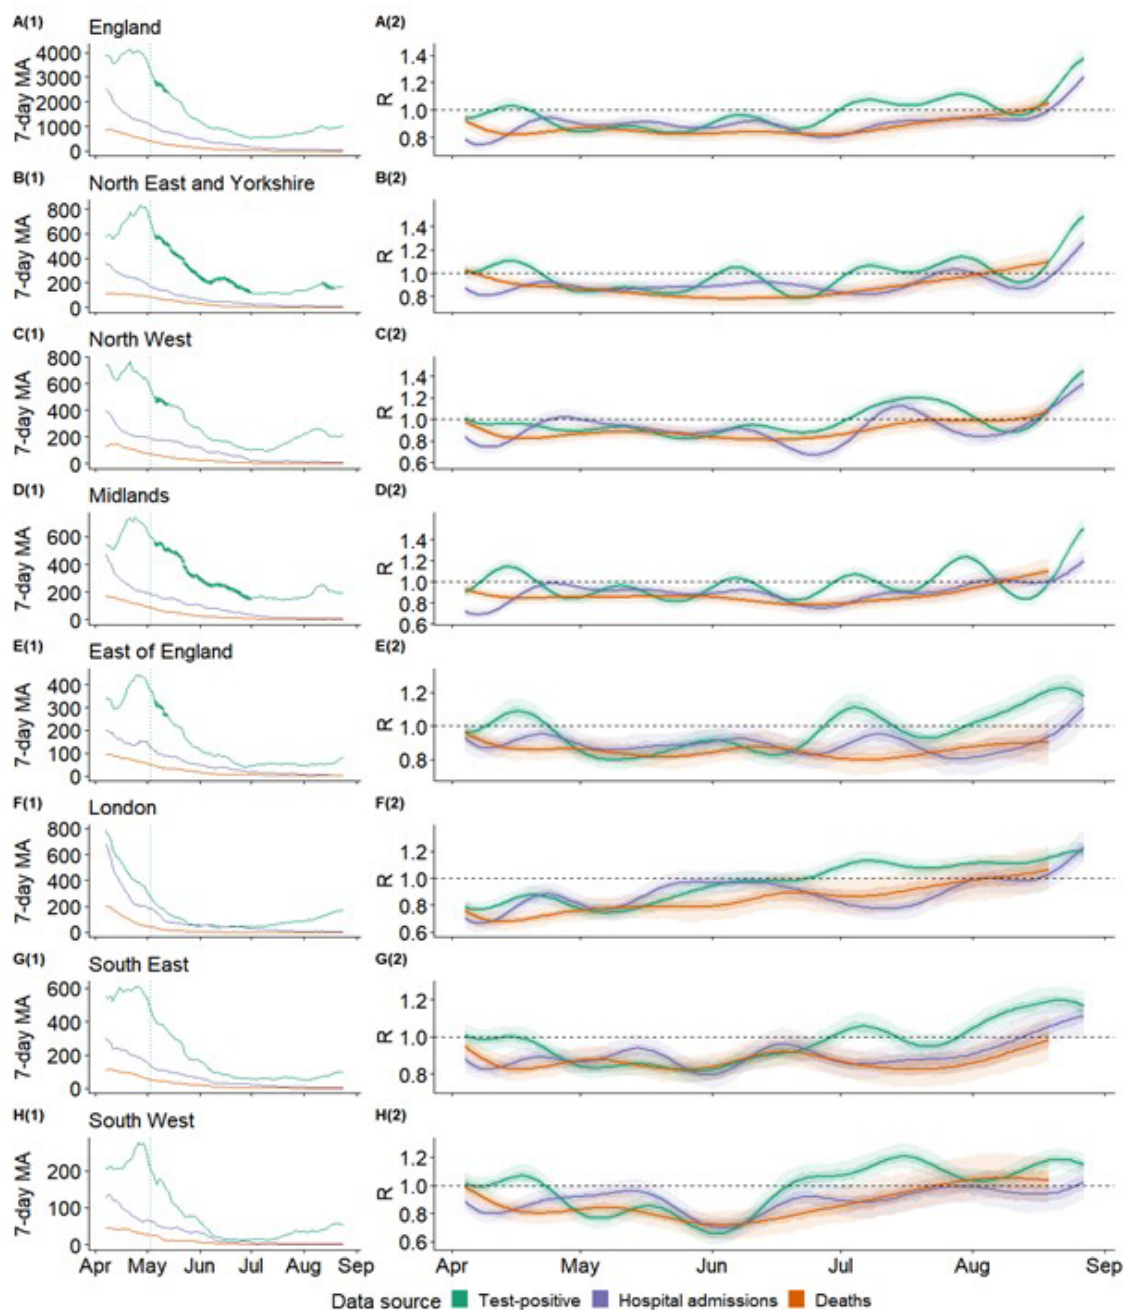 A(1) England A(2)
7-day MA
4000
3000
2000
1000
0
R
1.4
1.2
1.0
0.8
B(1) North East and Yorkshire B(2)
7-day MA
800
600
400
200
0
R
1.4
1.2
1.0
0.8
C(1) North West C(2)
7-day MA
800
600
400
200
0
R
1.4
1.2
1.0
0.8
0.6
D(1) Midlands D(2)
7-day MA
600
400
200
0
R
1.4
1.2
1.0
0.8
0.6
E(1) East of England E(2)
7-day MA
400
300
200
100
0
R
1.2
1.0
0.8
F(1) London F(2)
7-day MA
800
600
400
200
0
R
1.2
1.0
0.8
0.6
G(1) South East G(2)
7-day MA
600
400
200
0
R
1.2
1.0
0.8
H(1) South West H(2)
7-day MA
200
100
0
R
1.2
1.0
0.8
0.6
Apr May Jun Jul Aug Sep Apr May Jun Jul Aug Sep
Data source Test-positive Hospital admissions Deaths